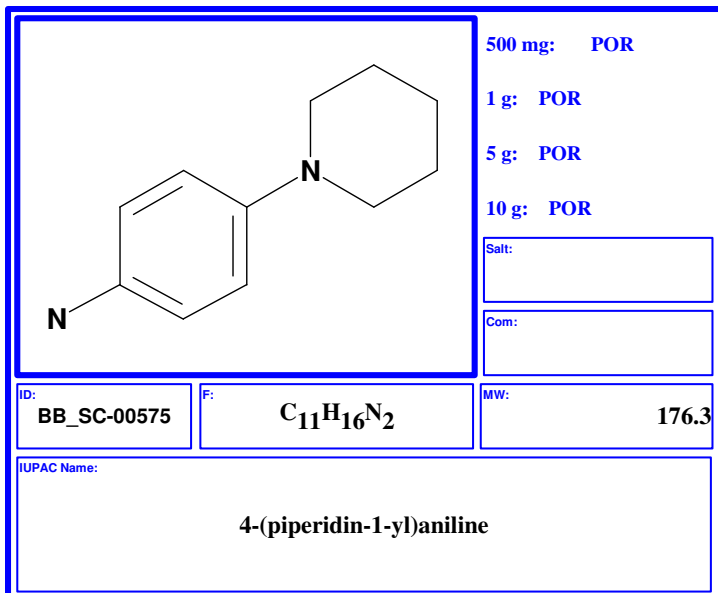 N
N
500 mg: POR
1 g: POR
5 g: POR
10 g: POR
Salt:
Com:
ID:
BB_SC-00575
F:
C11H16N2
MW:
176.3
IUPAC Name:
4-(piperidin-1-yl)aniline